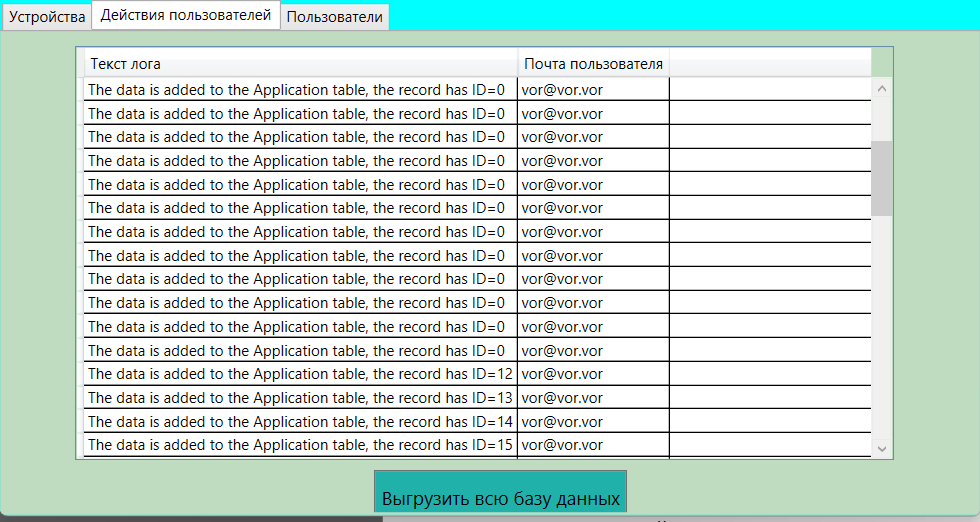 Устройства Действия пользователей Пользователи
Текст лога Почта пользователя
The data is added to the Application table, the record has ID=0 vor@vor.vor
The data is added to the Application table, the record has ID=0 vor@vor.vor
The data is added to the Application table, the record has ID=0 vor@vor.vor
The data is added to the Application table, the record has ID=0 vor@vor.vor
The data is added to the Application table, the record has ID=0 vor@vor.vor
The data is added to the Application table, the record has ID=0 vor@vor.vor
The data is added to the Application table, the record has ID=0 vor@vor.vor
The data is added to the Application table, the record has ID=0 vor@vor.vor
The data is added to the Application table, the record has ID=0 vor@vor.vor
The data is added to the Application table, the record has ID=0 vor@vor.vor
The data is added to the Application table, the record has ID=0 vor@vor.vor
The data is added to the Application table, the record has ID=0 vor@vor.vor
The data is added to the Application table, the record has ID=12 vor@vor.vor
The data is added to the Application table, the record has ID=13 vor@vor.vor
The data is added to the Application table, the record has ID=14 vor@vor.vor
The data is added to the Application table, the record has ID=15 vor@vor.vor
Выгрузить всю базу данных